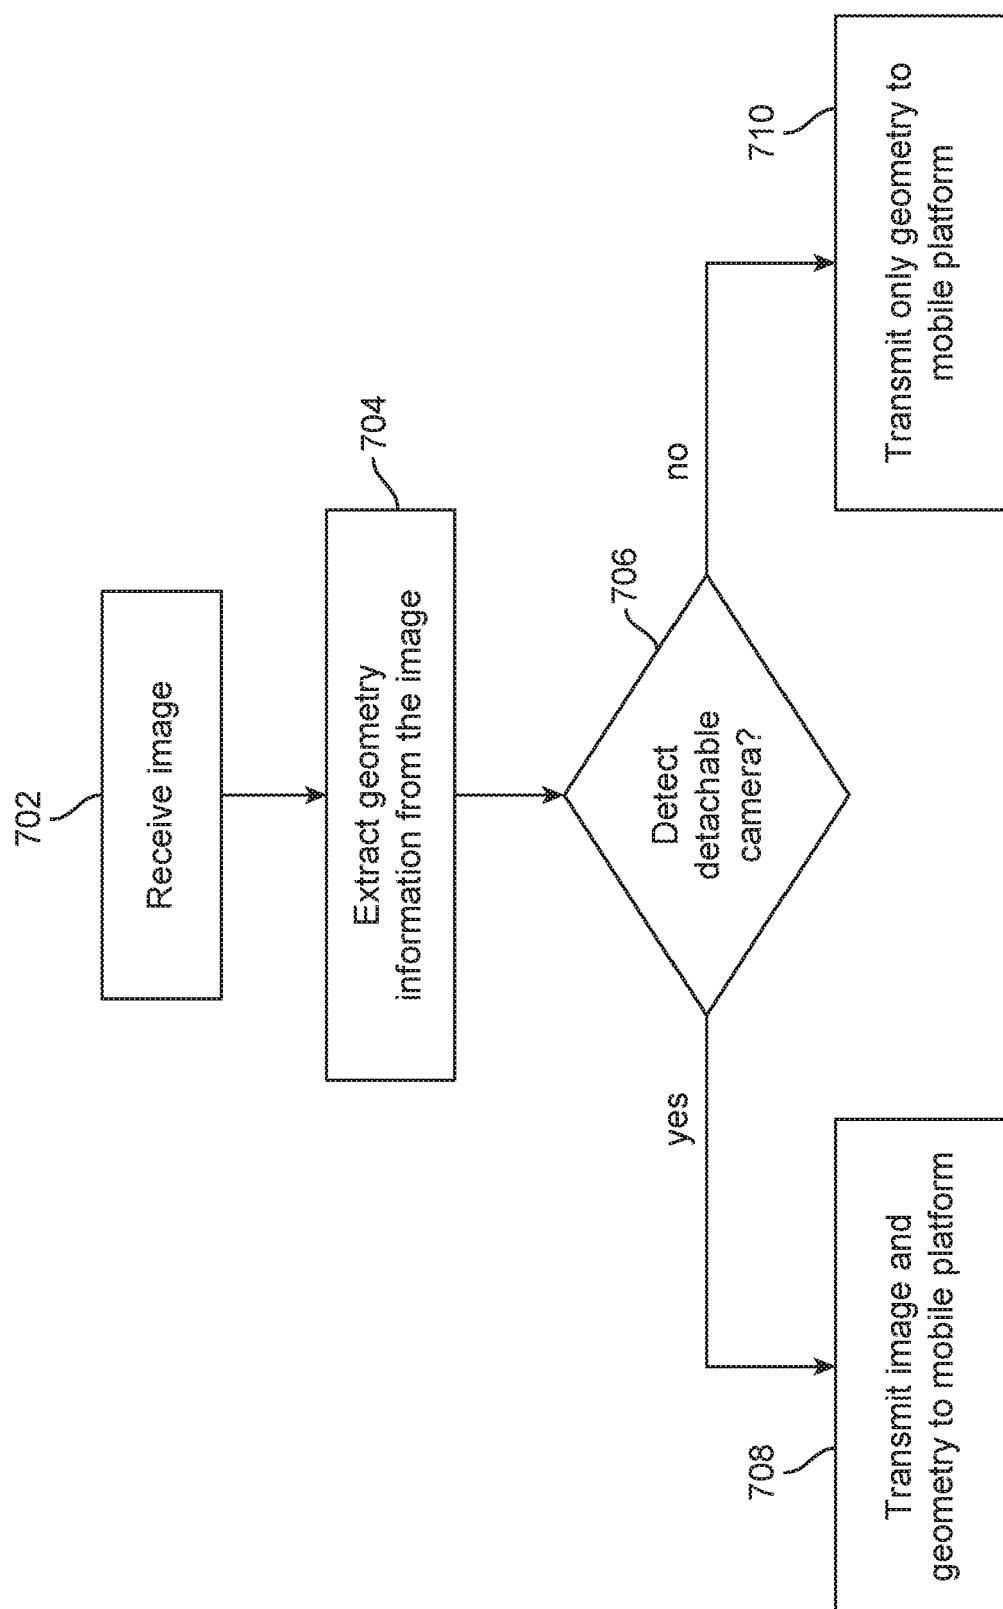 702
Receive image
704
Extract geometry
information from the image
706
Detect
detachable
camera?
yes
no
708
Transmit image and
geometry to mobile platform
710
Transmit only geometry to
mobile platform